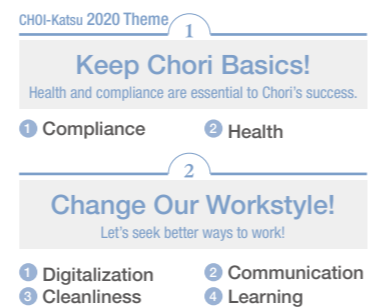 CHOI-Katsu 2020 Theme
1
Keep Chori Basics!
Health and compliance are essential to Chori's success.
1 Compliance 2 Health
2
Change Our Workstyle!
Let's seek better ways to work!
1 Digitalization 2 Communication
3 Cleanliness 4 Learning